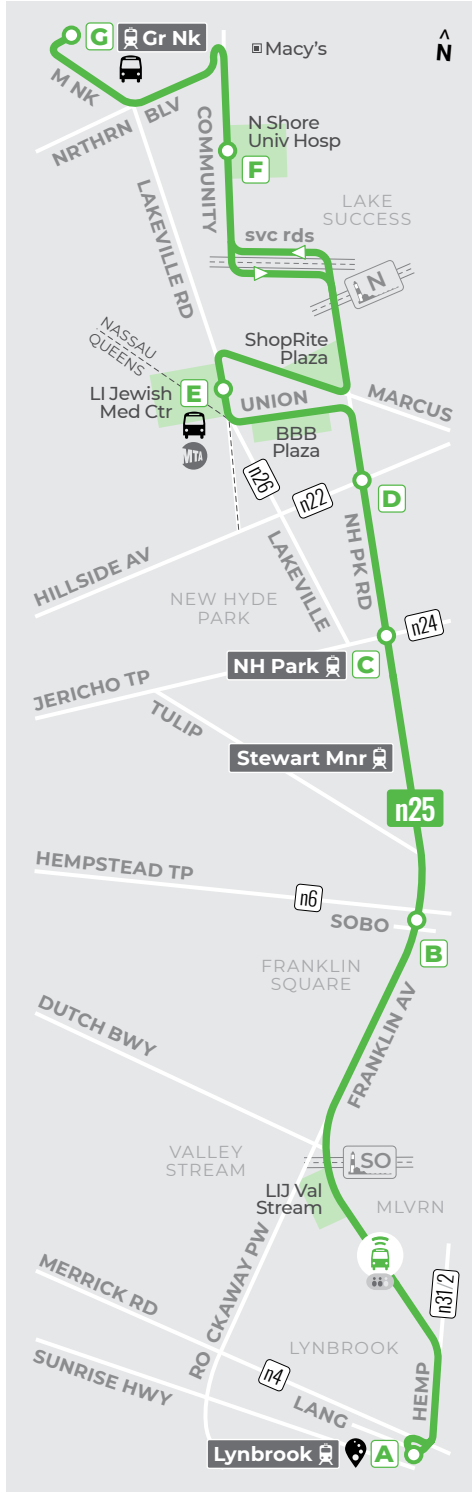 G
Gr Nk
Macy's
^
N
M NK
NRTHRN BLV
COMMUNITY
N Shore
Univ Hosp
F
LAKEVILLE RD
LAKE
SUCCESS
svc rds
N
NASSAU
QUEENS
ShopRite
Plaza
LI Jewish
Med Ctr
E
UNION
MARCUS
BBB
Plaza
MTA
n26
n22
D
HILLSIDE AV
LAKEVILLE
NH PK RD
NEW HYDE
PARK
n24
NH Park
C
JERICHO TP
TULIP
Stewart Mnr
n25
HEMPSTEAD TP
n6
SOBO
B
FRANKLIN
SQUARE
FRANKLIN AV
DUTCH BWY
VALLEY
STREAM
SO
LIJ Val
Stream
MLVRN
RO CKAWAY PW
MERRICK RD
n31/2
LYNBROOK
SUNRISE HWY
n4
LANG
HEMP
Lynbrook
A